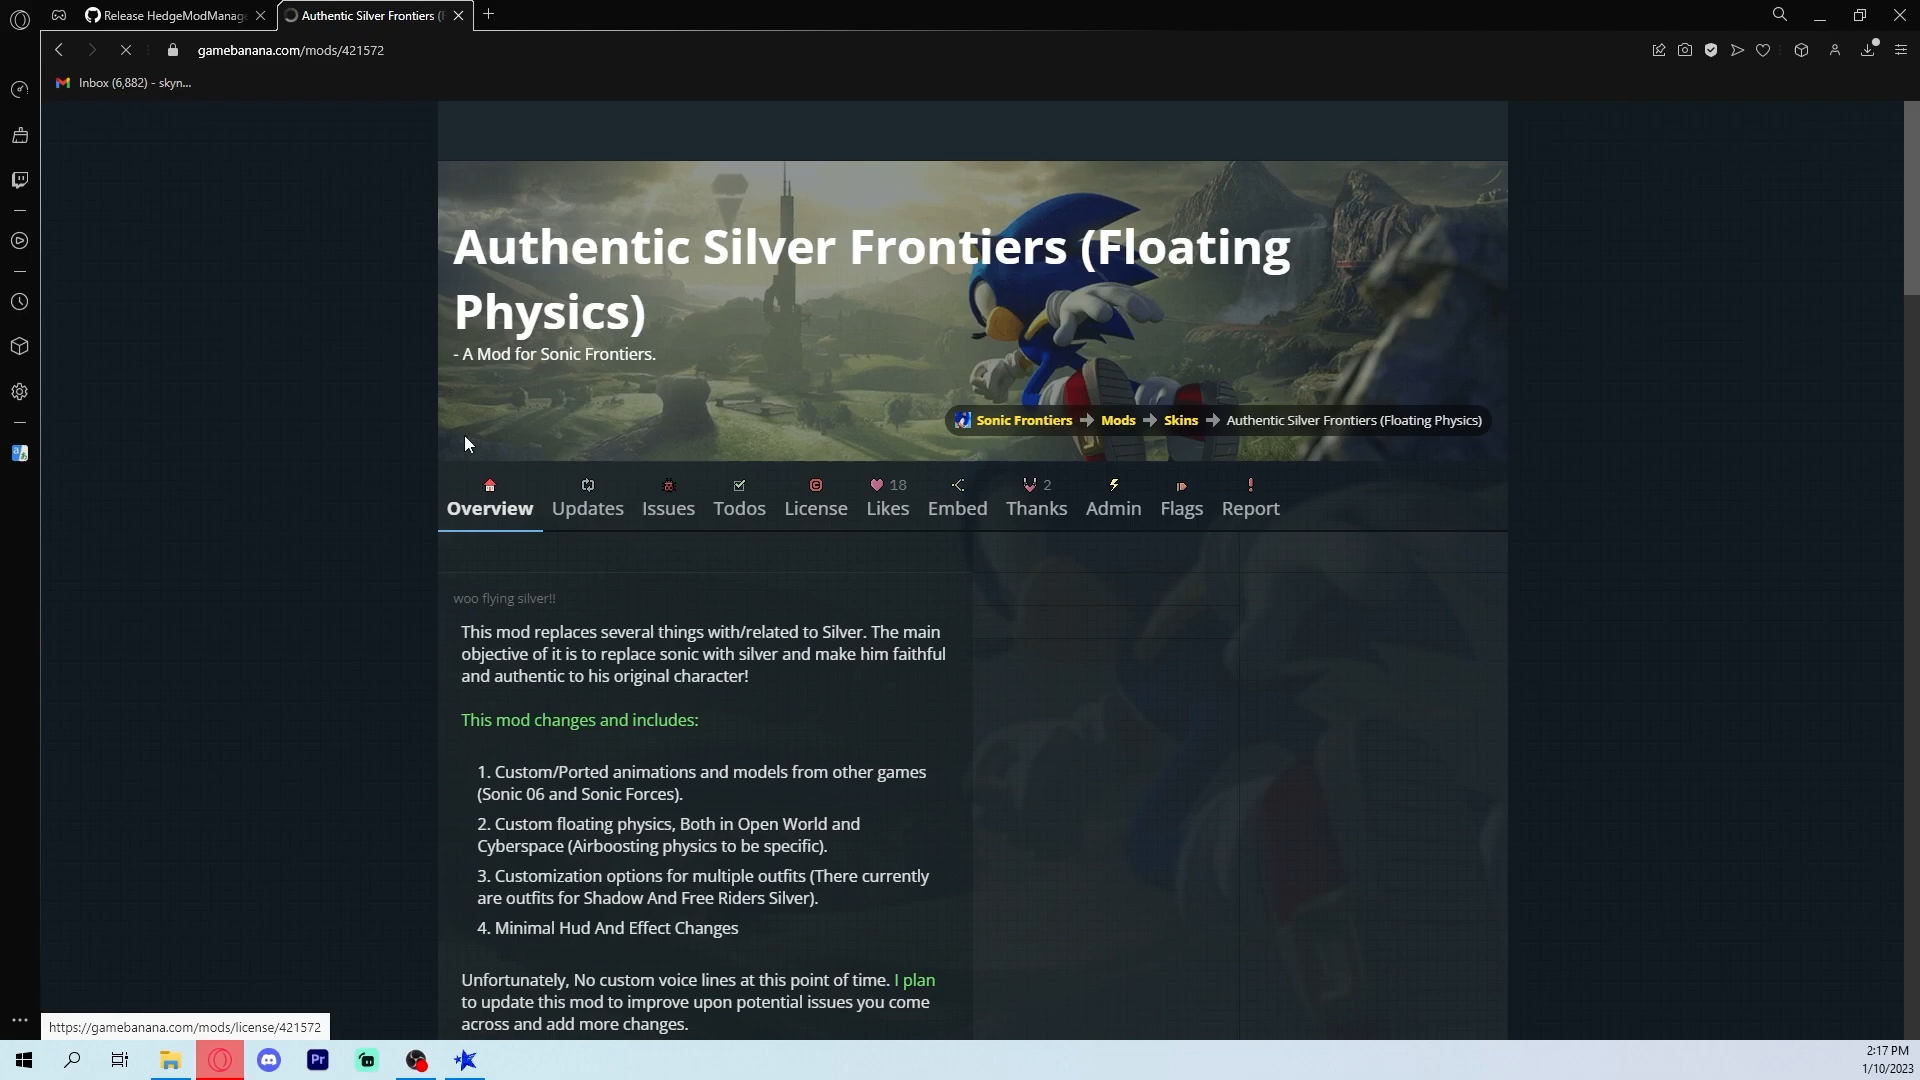 Release HedgeModManage
Authentic Silver Frontiers (F
gamebanana.com/mods/421572
Inbox (6,882) - skyn...
Authentic Silver Frontiers (Floating
Physics)
- A Mod for Sonic Frontiers.
Sonic Frontiers Mods Skins Authentic Silver Frontiers (Floating Physics)
18 2
Overview Updates Issues Todos License Likes Embed Thanks Admin Flags Report
woo flying silver!!
This mod replaces several things with/related to Silver. The main
objective of it is to replace sonic with silver and make him faithful
and authentic to his original character!
This mod changes and includes:
1. Custom/Ported animations and models from other games
(Sonic 06 and Sonic Forces).
2. Custom floating physics, Both in Open World and
Cyberspace (Airboosting physics to be specific).
3. Customization options for multiple outfits (There currently
are outfits for Shadow And Free Riders Silver).
4. Minimal Hud And Effect Changes
Unfortunately, No custom voice lines at this point of time. I plan
to update this mod to improve upon potential issues you come
across and add more changes.
https://gamebanana.com/mods/license/421572
Pr
2:17 PM
1/10/2023